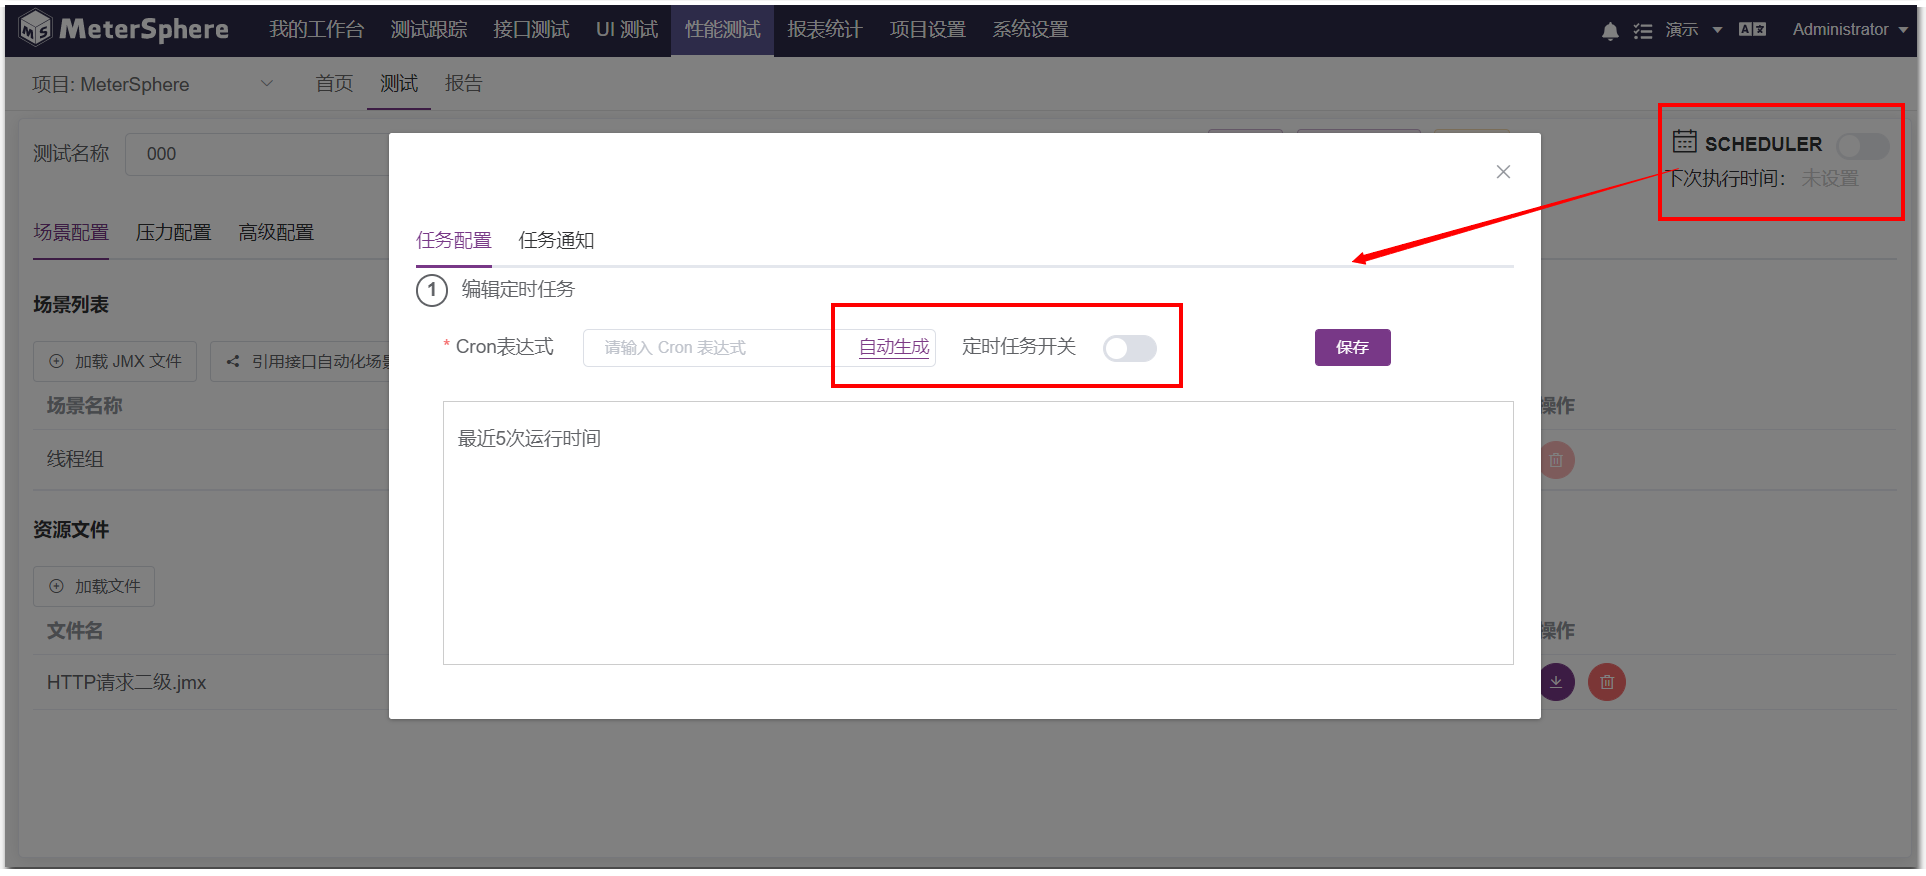 MeterSphere 我的工作台 测试跟踪 接口测试 UI 测试 性能测试 报表统计 项目设置 系统设置 演示 Administrator
项目: MeterSphere 首页 测试 报告
测试名称 000
SCHEDULER
下次执行时间: 未设置
场景配置 压力配置 高级配置
场景列表
加载 JMX 文件 引用接口自动化场
场景名称 操作
线程组
资源文件
加载文件
文件名 操作
HTTP请求二级.jmx
任务配置 任务通知
1 编辑定时任务
* Cron表达式 请输入 Cron 表达式 自动生成 定时任务开关 保存
最近5次运行时间